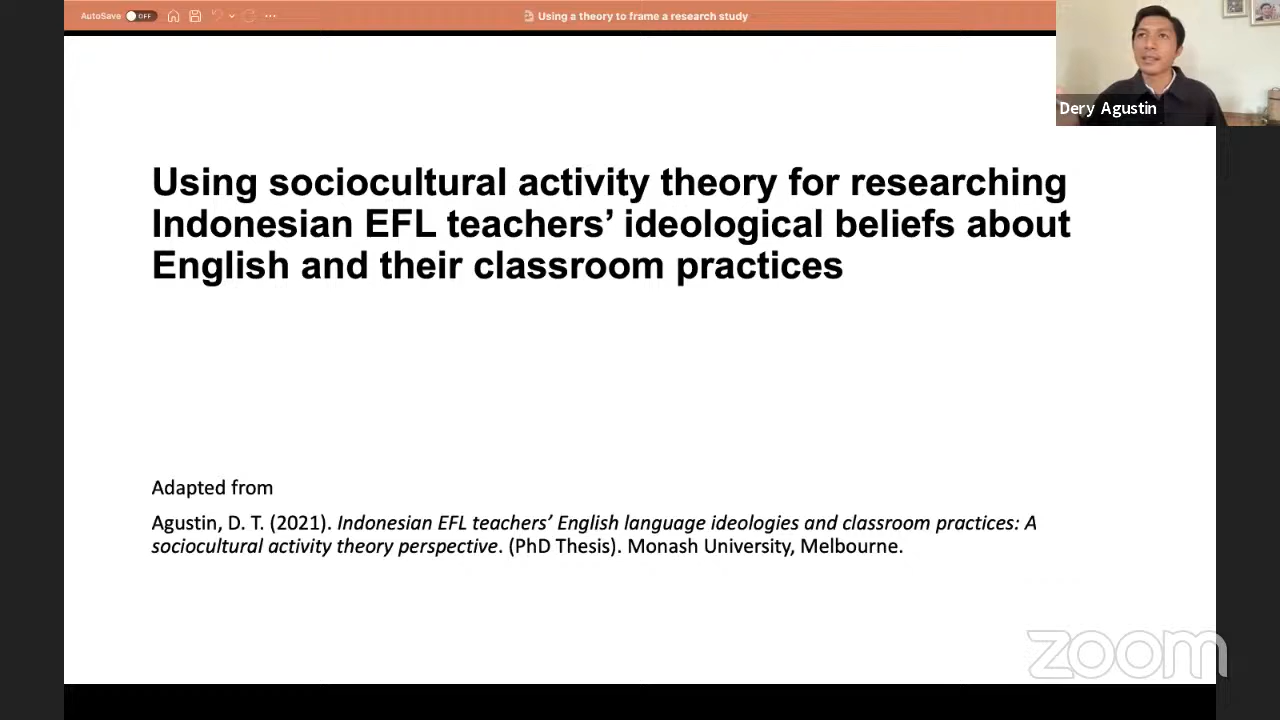 AutoSave OFF
Using a theory to frame a research study
Dery Agustin
Using sociocultural activity theory for researching
Indonesian EFL teachers’ ideological beliefs about
English and their classroom practices
Adapted from
Agustin, D. T. (2021). Indonesian EFL teachers’ English language ideologies and classroom practices: A
sociocultural activity theory perspective. (PhD Thesis). Monash University, Melbourne.
zoom